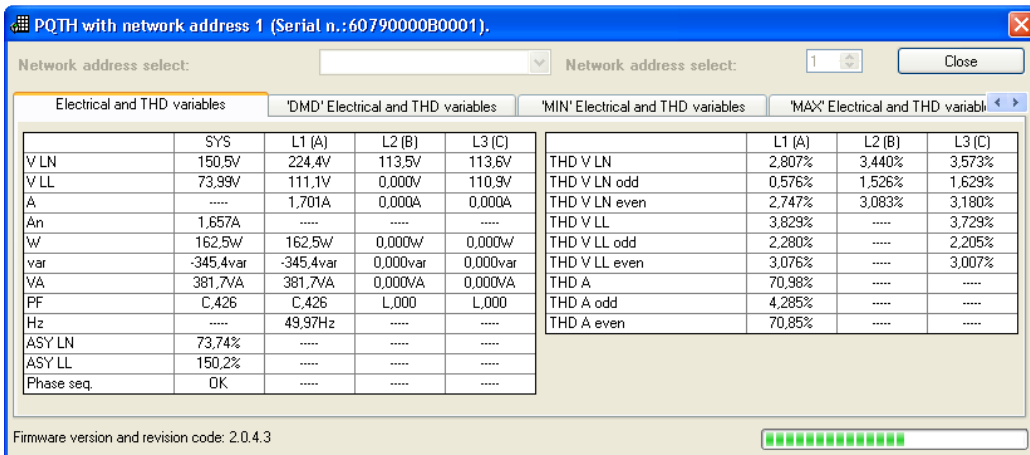 PQTH with network address 1 (Serial n.:60790000B0001).
Network address select: Network address select: 1 Close
Electrical and THD variables 'DMD' Electrical and THD variables 'MIN' Electrical and THD variables 'MAX' Electrical and THD variabl
SYS L1 (A) L2 (B) L3 (C)
V LN 150,5V 224,4V 113,5V 113,6V
V LL 73,99V 111,1V 0,000V 110,9V
A ----- 1,701A 0,000A 0,000A
An 1,657A ----- ----- -----
W 162,5W 162,5W 0,000W 0,000W
var -345,4var -345,4var 0,000var 0,000var
VA 381,7VA 381,7VA 0,000VA 0,000VA
PF C,426 C,426 L,000 L,000
Hz ----- 49,97Hz ----- -----
ASY LN 73,74% ----- ----- -----
ASY LL 150,2% ----- ----- -----
Phase seq. OK ----- ----- -----
L1 (A) L2 (B) L3 (C)
THD V LN 2,807% 3,440% 3,573%
THD V LN odd 0,576% 1,526% 1,629%
THD V LN even 2,747% 3,083% 3,180%
THD V LL 3,829% ----- 3,729%
THD V LL odd 2,280% ----- 2,205%
THD V LL even 3,076% ----- 3,007%
THD A 70,98% ----- -----
THD A odd 4,285% ----- -----
THD A even 70,85% ----- -----
Firmware version and revision code: 2.0.4.3